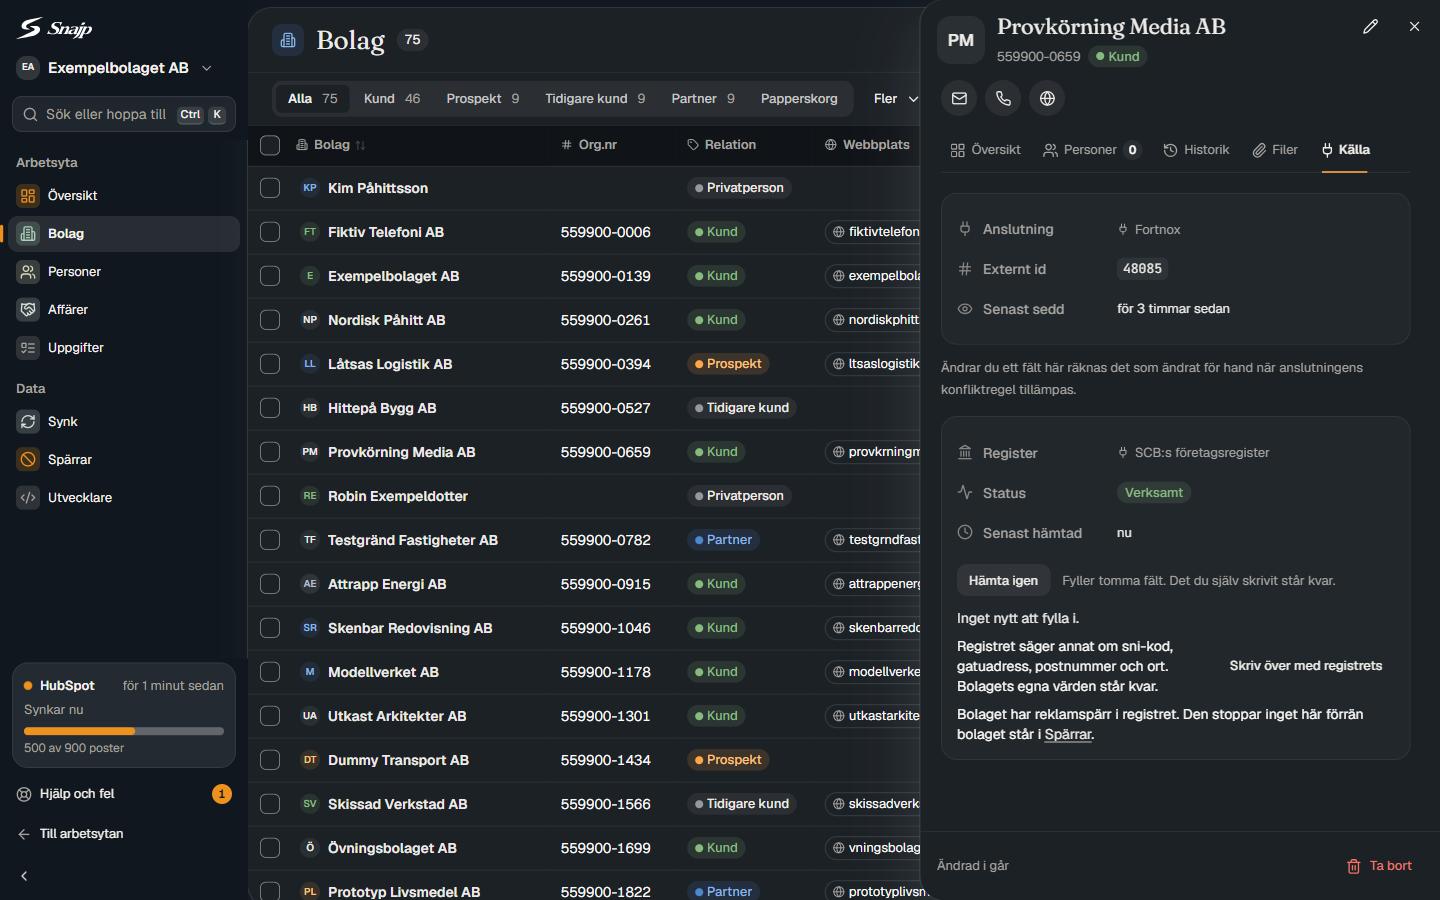 Snajp
EA Exempelbolaget AB
Sök eller hoppa till Ctrl K
Arbetsyta
Översikt
Bolag
Personer
Affärer
Uppgifter
Data
Synk
Spärrar
Utvecklare
HubSpot för 1 minut sedan
Synkar nu
500 av 900 poster
Hjälp och fel 1
Till arbetsytan
Bolag 75
Alla 75 Kund 46 Prospekt 9 Tidigare kund 9 Partner 9 Papperskorg Fler
Bolag Org.nr Relation Webbplats
KP Kim Påhittsson Privatperson
FT Fiktiv Telefoni AB 559900-0006 Kund fiktivtelefon
E Exempelbolaget AB 559900-0139 Kund exempelbola
NP Nordisk Påhitt AB 559900-0261 Kund nordiskphitt
LL Låtsas Logistik AB 559900-0394 Prospekt ltsaslogistik
HB Hittepå Bygg AB 559900-0527 Tidigare kund
PM Provkörning Media AB 559900-0659 Kund provkrningm
RE Robin Exempeldotter Privatperson
TF Testgränd Fastigheter AB 559900-0782 Partner testgrndfast
AE Attrapp Energi AB 559900-0915 Kund attrappenerg
SR Skenbar Redovisning AB 559900-1046 Kund skenbarredo
M Modellverket AB 559900-1178 Kund modellverke
UA Utkast Arkitekter AB 559900-1301 Kund utkastarkite
DT Dummy Transport AB 559900-1434 Prospekt
SV Skissad Verkstad AB 559900-1566 Tidigare kund skissadverk
Ö Övningsbolaget AB 559900-1699 Kund vningsbolag
PL Prototyp Livsmedel AB 559900-1822 Partner prototyplivsm
PM Provkörning Media AB
559900-0659 Kund
Översikt Personer 0 Historik Filer Källa
Anslutning Fortnox
Externt id 48085
Senast sedd för 3 timmar sedan
Ändrar du ett fält här räknas det som ändrat för hand när anslutningens
konfliktregel tillämpas.
Register SCB:s företagsregister
Status Verksamt
Senast hämtad nu
Hämta igen Fyller tomma fält. Det du själv skrivit står kvar.
Inget nytt att fylla i.
Registret säger annat om sni-kod,
gatuadress, postnummer och ort.
Bolagets egna värden står kvar.
Skriv över med registrets
Bolaget har reklamspärr i registret. Den stoppar inget här förrän
bolaget står i Spärrar.
Ändrad i går Ta bort